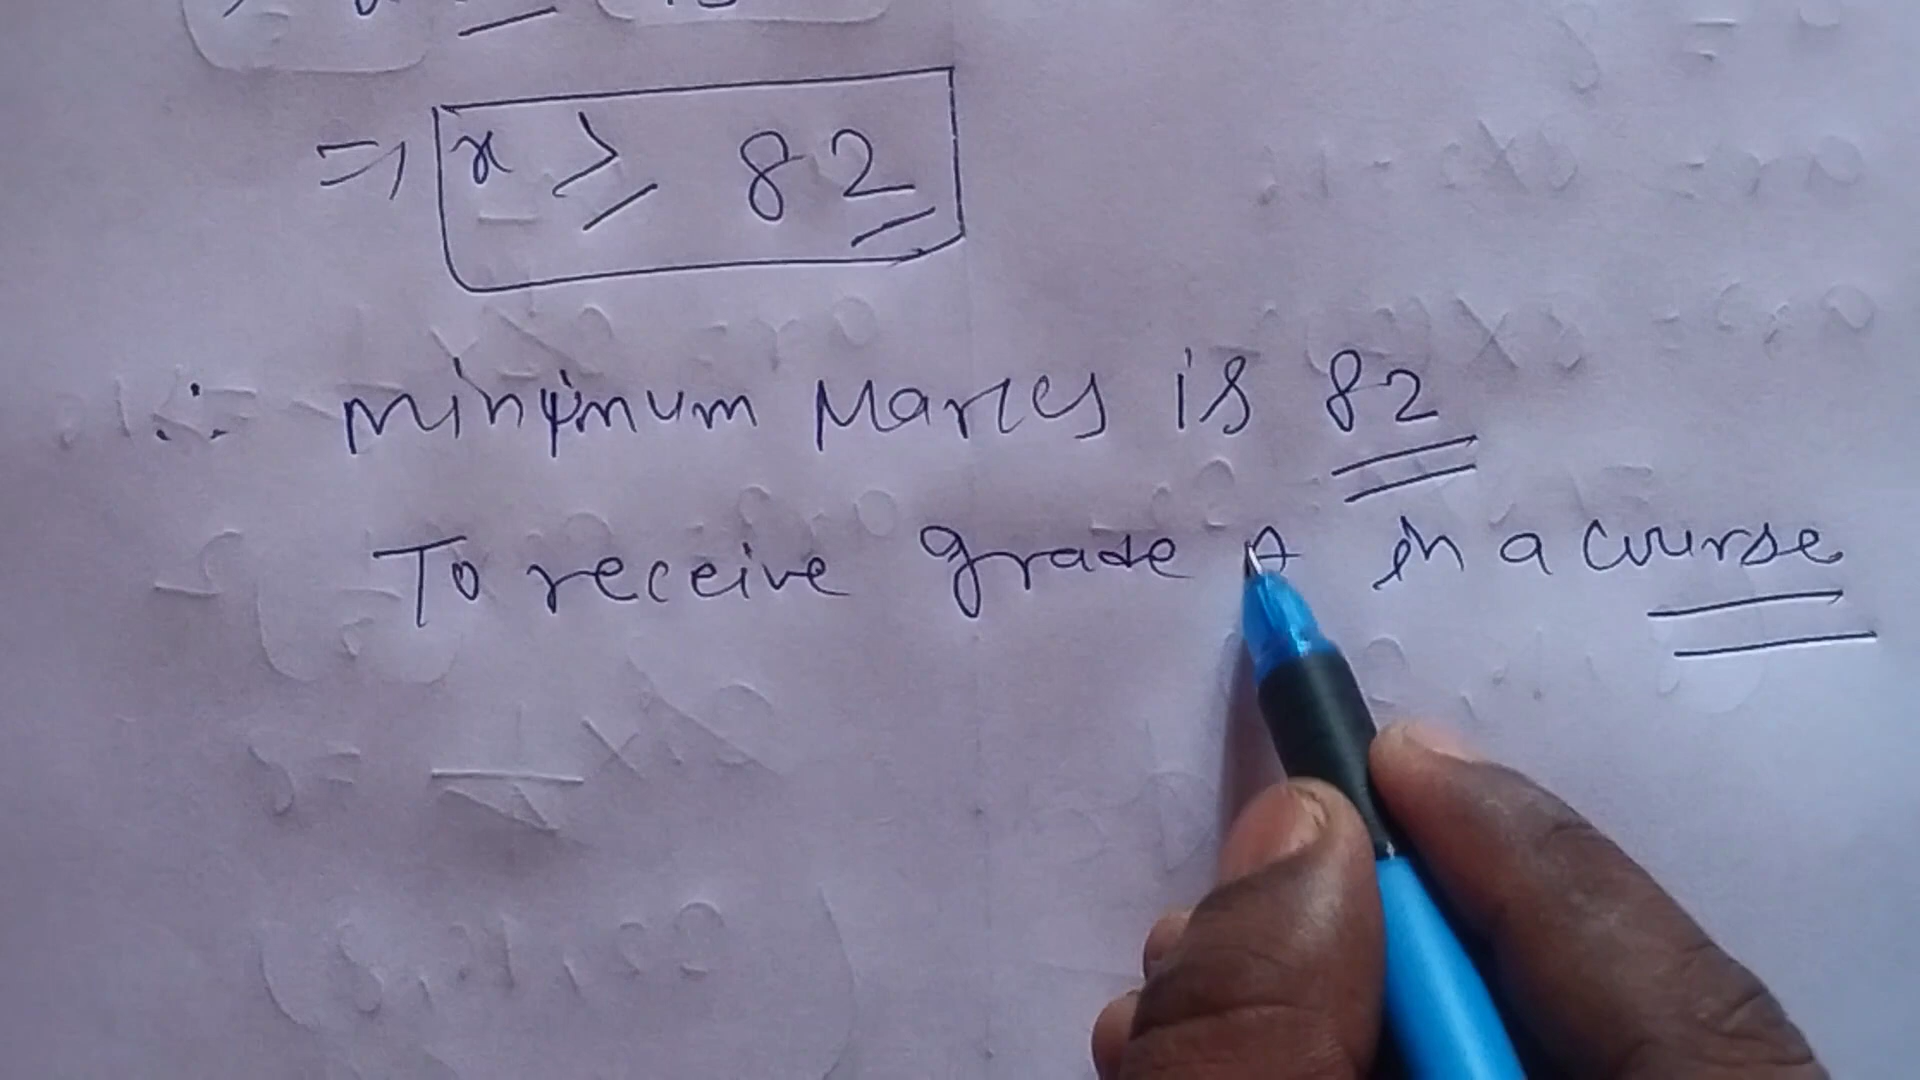 => x ≥ 82
∴ minimum Marks is 82
To receive grade A in a course